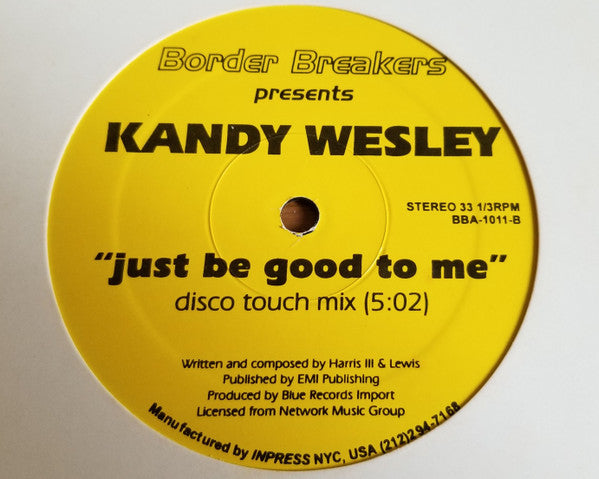 Border Breakers
presents
KANDY WESLEY
STEREO 33 1/3RPM
BBA-1011-B
“just be good to me”
disco touch mix (5:02)
Written and composed by Harris III & Lewis
Published by EMI Publishing
Produced by Blue Records Import
Licensed from Network Music Group
Manufactured by INPRESS NYC, USA (212)294-7168